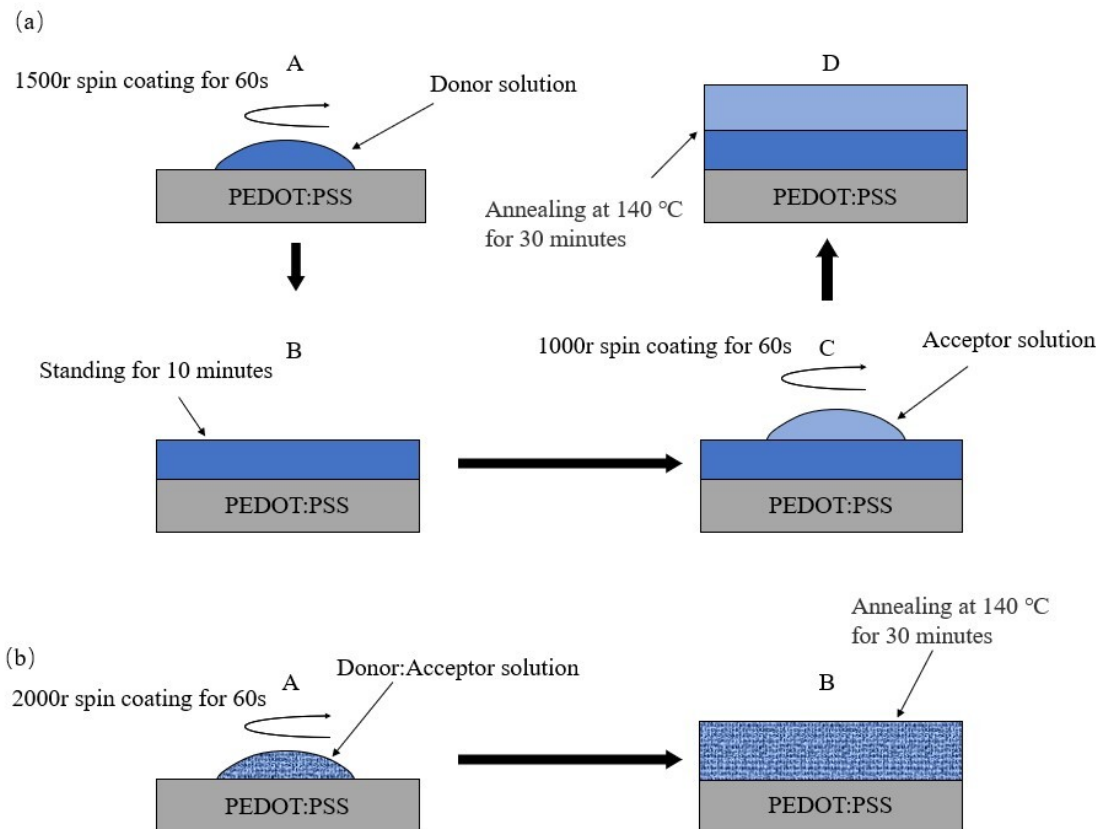 (a)
A
1500r spin coating for 60s
Donor solution
PEDOT:PSS
D
Annealing at 140 ℃
for 30 minutes
PEDOT:PSS
B
Standing for 10 minutes
PEDOT:PSS
1000r spin coating for 60s
C
Acceptor solution
PEDOT:PSS
(b)
A
2000r spin coating for 60s
Donor:Acceptor solution
PEDOT:PSS
Annealing at 140 ℃
for 30 minutes
B
PEDOT:PSS